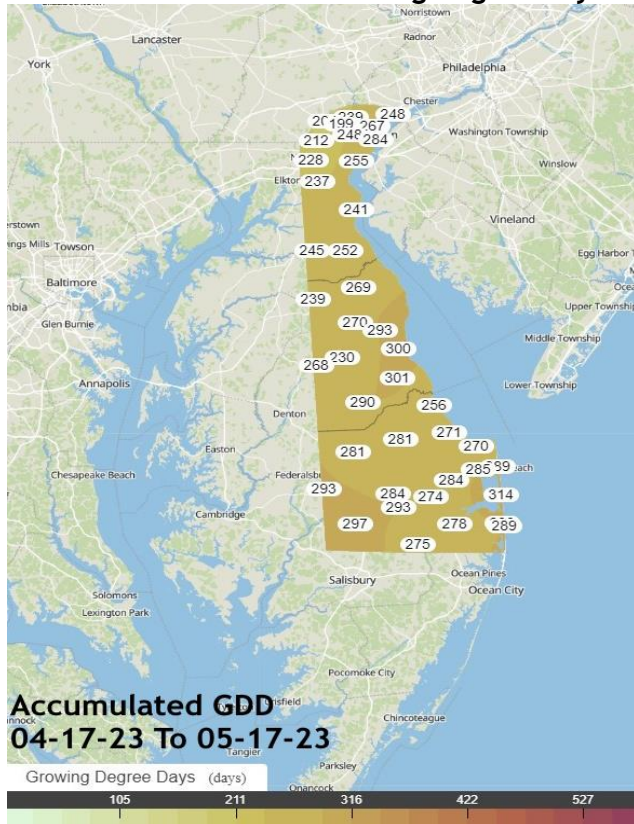 Norristown
Lancaster
Radnor
York
Philadelphia
Chester
248
267
199
Washington Township
248
284
212
228
255
Winslow
237
241
Vineland
Towson
245
252
Egg Harbor
Baltimore
269
239
Upper Township
Glen Burnie
270
293
Middle Township
300
230
268
Annapolis
301
Lower Township
290
256
Denton
271
281
270
Easton
281
Chesapeake Beach
285
284
293
284
274
314
293
Cambridge
297
278
289
275
Salisbury
Ocean Pines
Ocean City
Solomons
Lexington Park
Pocomoke City
Accumulated GDD
04-17-23 To 05-17-23
Chincoteague
Tangier
Parksley
Growing Degree Days (days)
Onancock
105 211 316 422 527